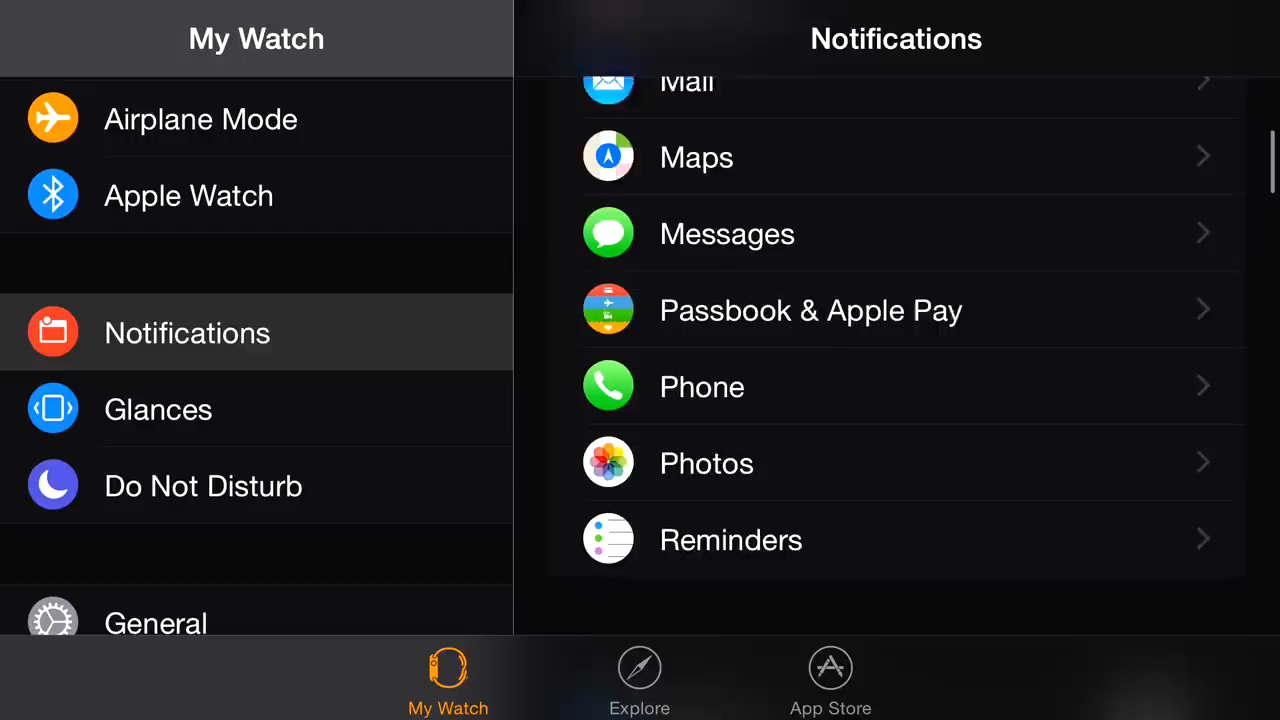 My Watch
Airplane Mode
Apple Watch
Notifications
Glances
Do Not Disturb
General
Notifications
Mail
Maps
Messages
Passbook & Apple Pay
Phone
Photos
Reminders
My Watch
Explore
App Store